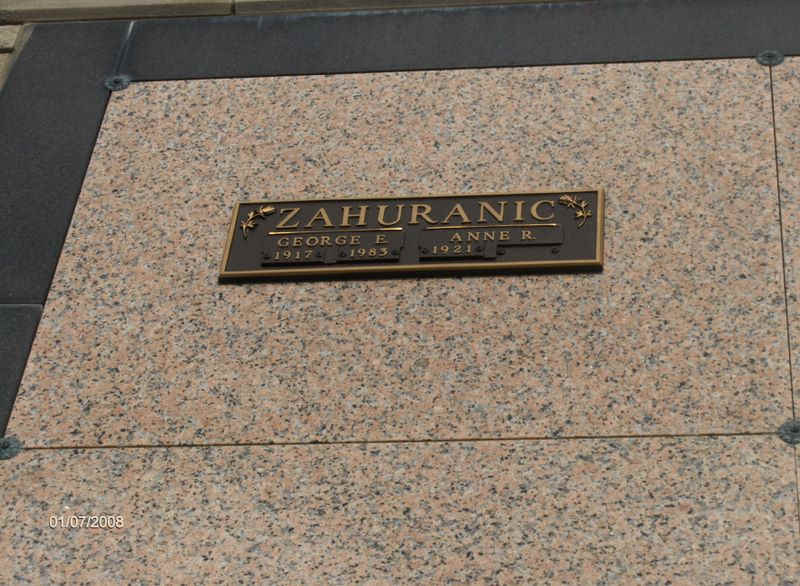 ZAHURANIC
GEORGE E. ANNE R.
1917 1983 1921
01/07/2008